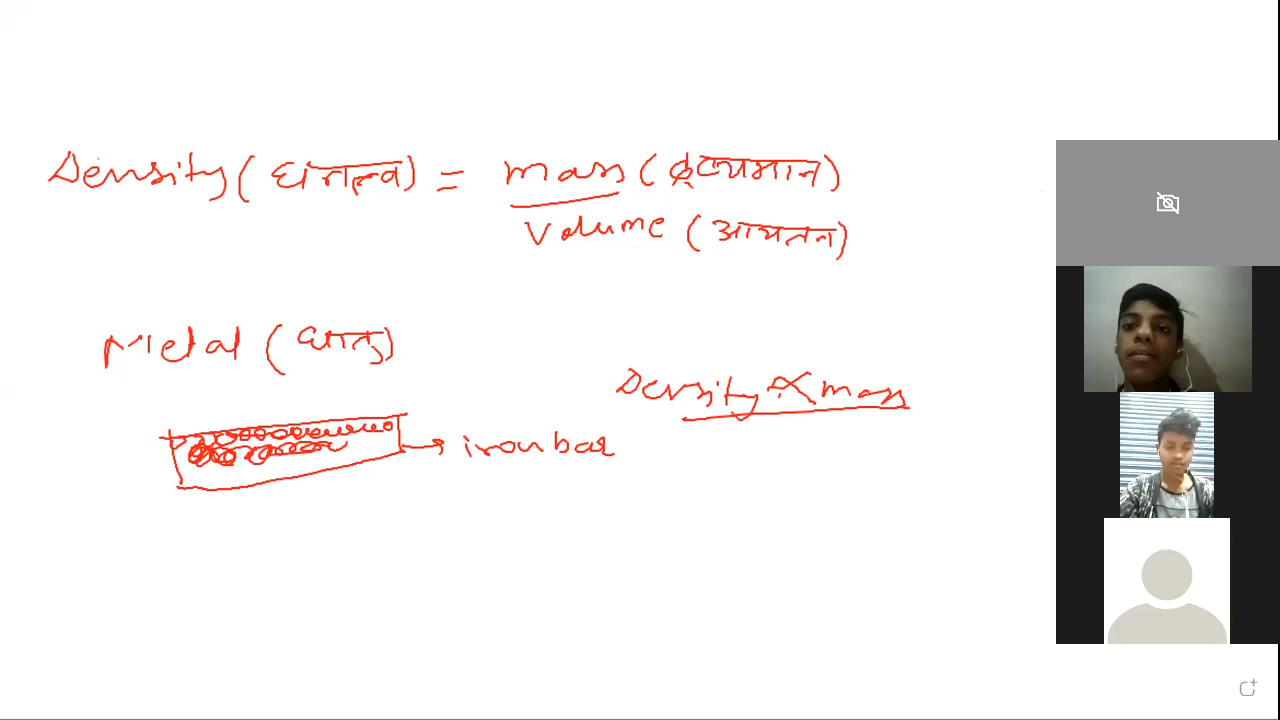 Density (घनत्व) = mass (द्रव्यमान)
Volume (आयतन)
Metal (धातु)
Density ∝ mass
→ iron bar